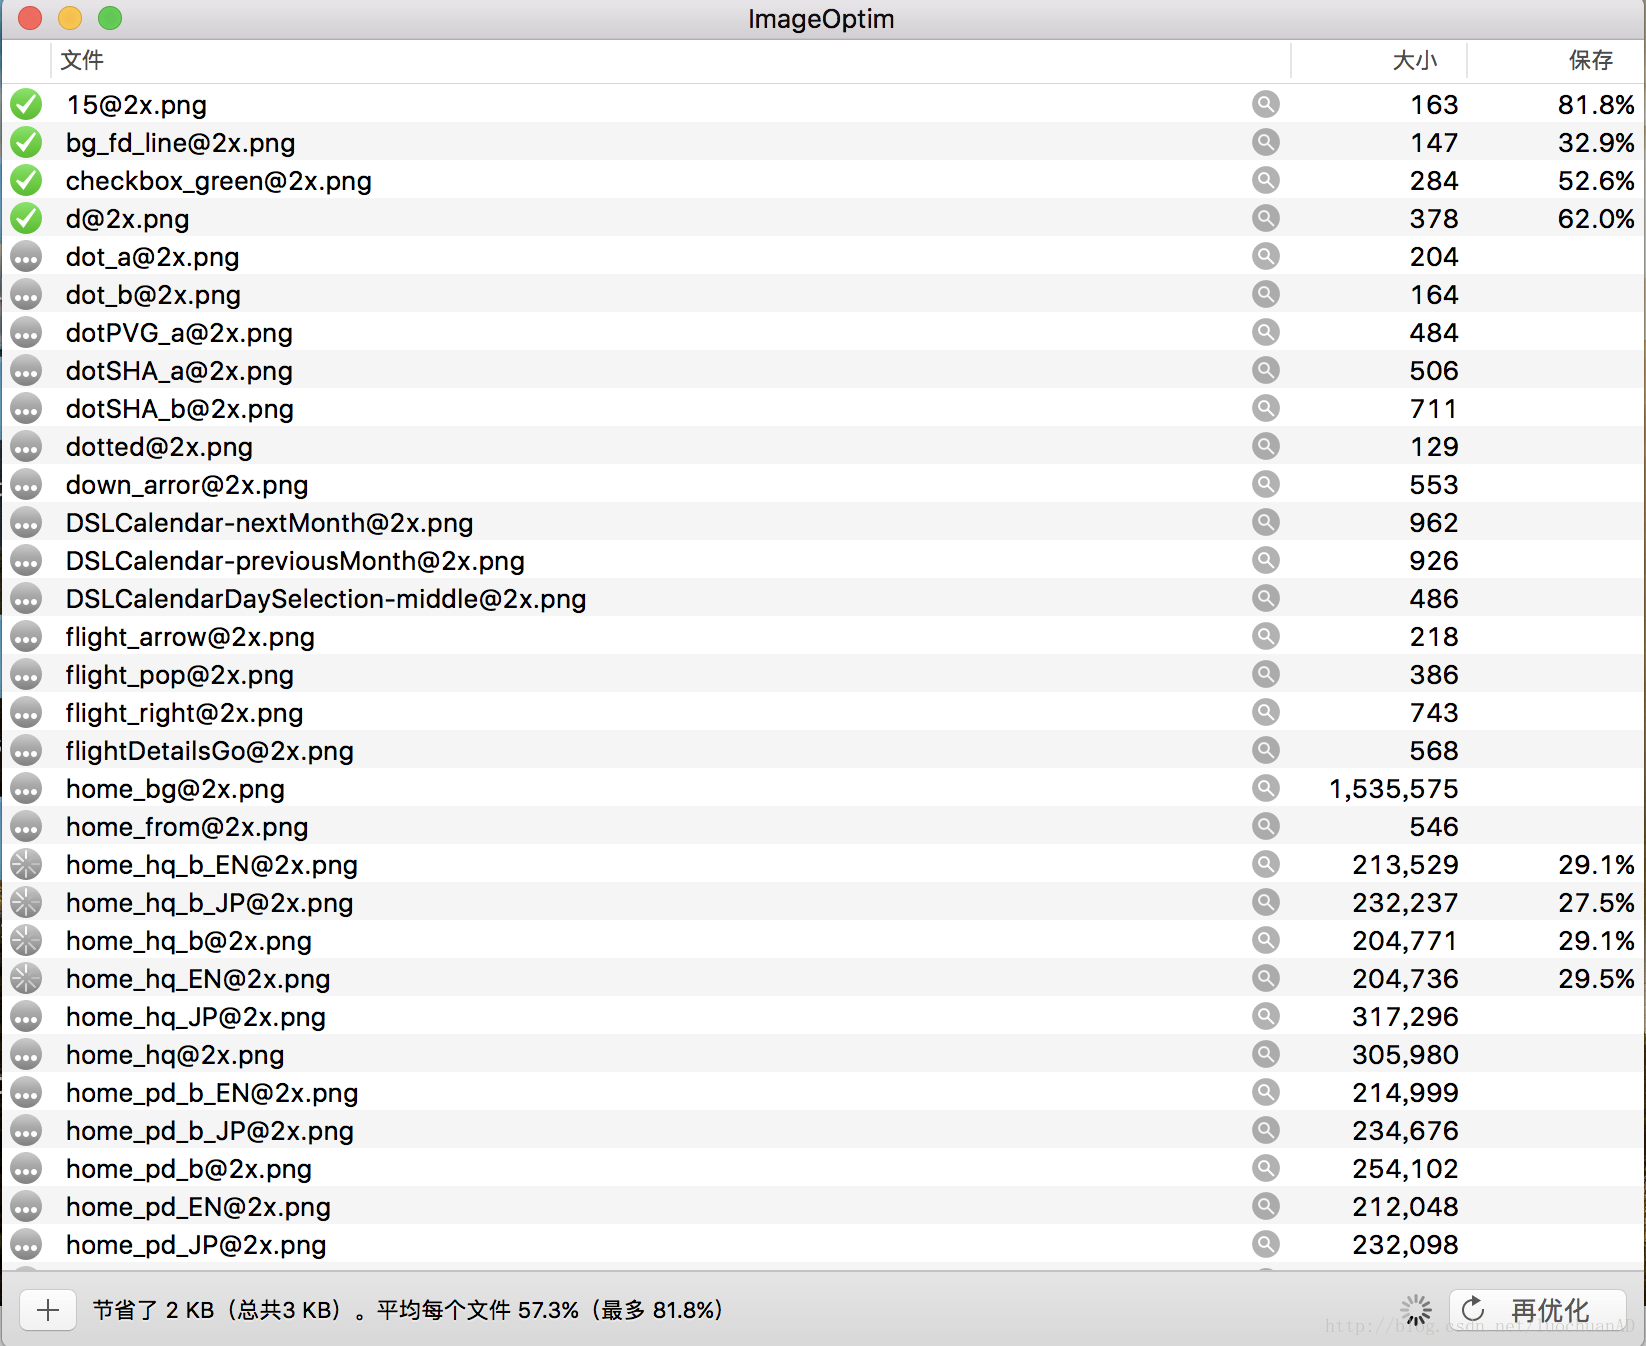 ImageOptim
文件 大小 保存
15@2x.png 163 81.8%
bg_fd_line@2x.png 147 32.9%
checkbox_green@2x.png 284 52.6%
d@2x.png 378 62.0%
dot_a@2x.png 204
dot_b@2x.png 164
dotPVG_a@2x.png 484
dotSHA_a@2x.png 506
dotSHA_b@2x.png 711
dotted@2x.png 129
down_arror@2x.png 553
DSLCalendar-nextMonth@2x.png 962
DSLCalendar-previousMonth@2x.png 926
DSLCalendarDaySelection-middle@2x.png 486
flight_arrow@2x.png 218
flight_pop@2x.png 386
flight_right@2x.png 743
flightDetailsGo@2x.png 568
home_bg@2x.png 1,535,575
home_from@2x.png 546
home_hq_b_EN@2x.png 213,529 29.1%
home_hq_b_JP@2x.png 232,237 27.5%
home_hq_b@2x.png 204,771 29.1%
home_hq_EN@2x.png 204,736 29.5%
home_hq_JP@2x.png 317,296
home_hq@2x.png 305,980
home_pd_b_EN@2x.png 214,999
home_pd_b_JP@2x.png 234,676
home_pd_b@2x.png 254,102
home_pd_EN@2x.png 212,048
home_pd_JP@2x.png 232,098
节省了 2 KB（总共3 KB）。平均每个文件 57.3%（最多 81.8%） 再优化
http://blog.csdn.net/luochuanAD